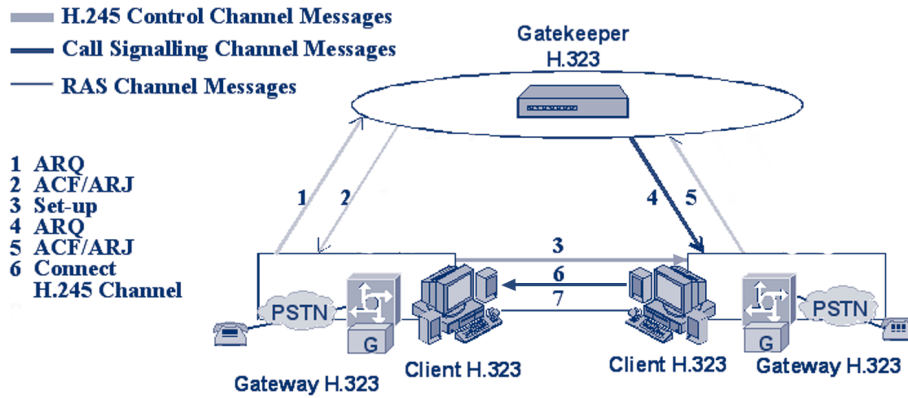 H.245 Control Channel Messages
Call Signalling Channel Messages
RAS Channel Messages
Gatekeeper
H.323
1 ARQ
2 ACF/ARJ
3 Set-up
4 ARQ
5 ACF/ARJ
6 Connect
H.245 Channel
1
2
4
5
3
6
7
PSTN
G
PSTN
G
Client H.323
Client H.323
Gateway H.323
Gateway H.323